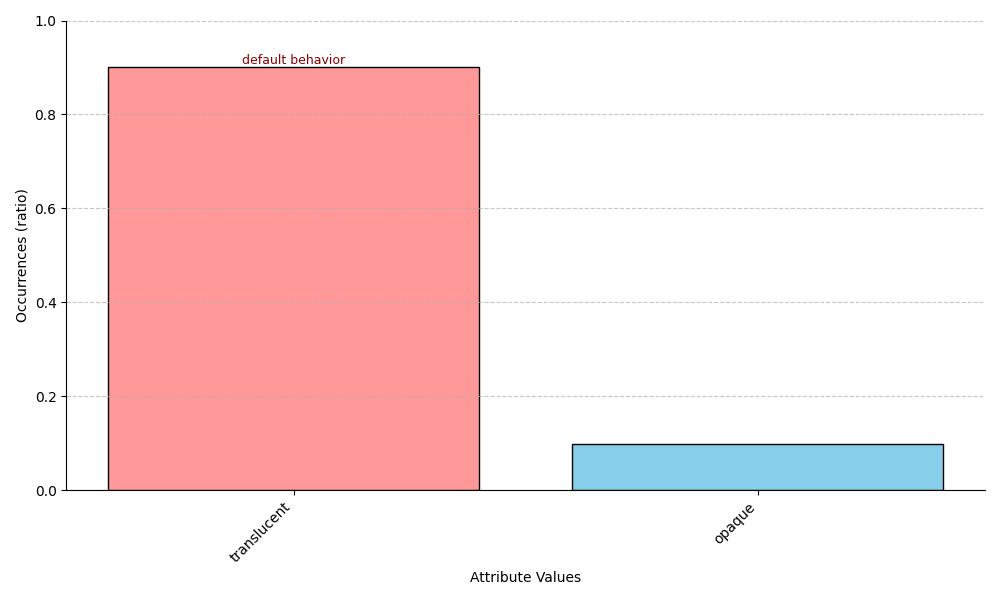 1.0
default behavior
0.8
0.6
0.4
0.2
0.0
Occurrences (ratio)
translucent
opaque
Attribute Values